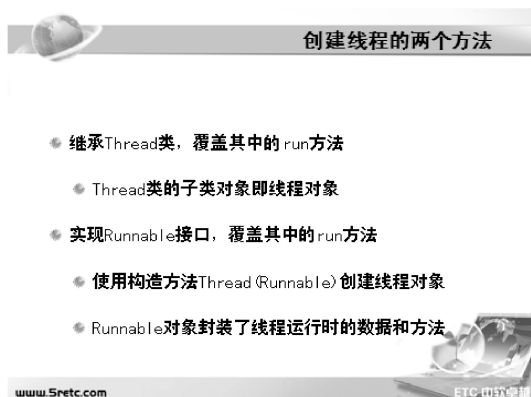 创建线程的两个方法
继承Thread类，覆盖其中的run方法
Thread类的子类对象即线程对象
实现Runnable接口，覆盖其中的run方法
使用构造方法Thread(Runnable)创建线程对象
Runnable对象封装了线程运行时的数据和方法
www.5retc.com
ETC 中软卓越